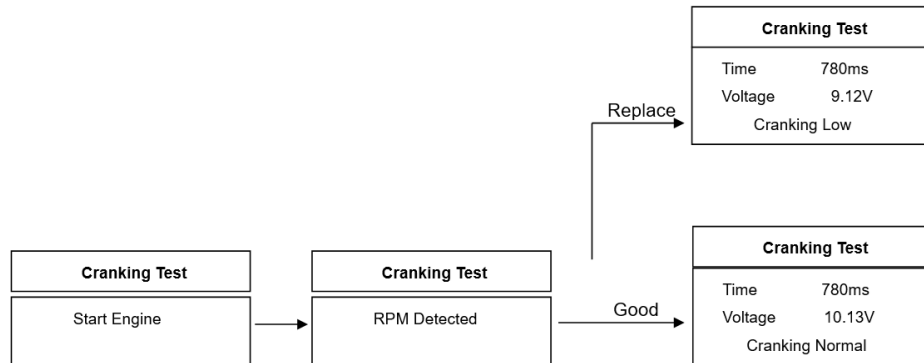 Cranking Test
Time 780ms
Voltage 9.12V
Cranking Low
Replace
Cranking Test
Start Engine
Cranking Test
RPM Detected
Good
Cranking Test
Time 780ms
Voltage 10.13V
Cranking Normal